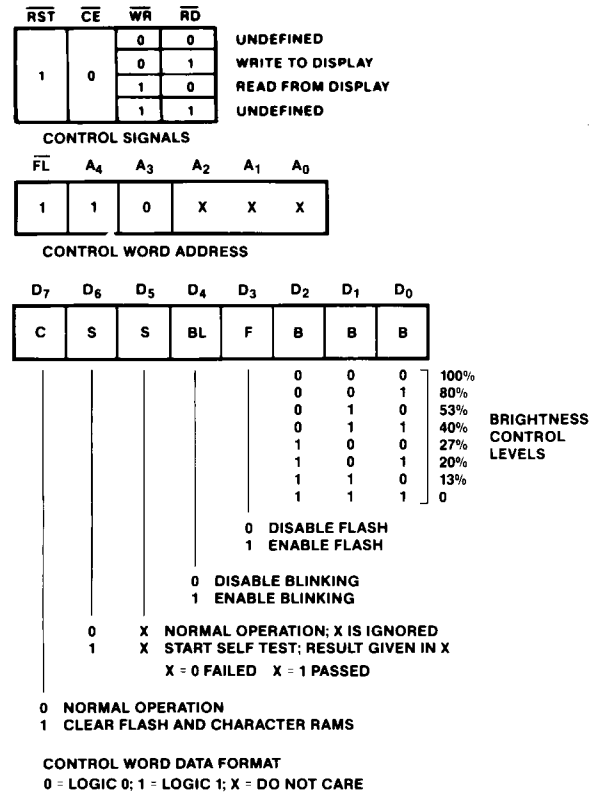 RST CE WR RD
0 0 UNDEFINED
0 1 WRITE TO DISPLAY
1 0
1 0 READ FROM DISPLAY
1 1 UNDEFINED
CONTROL SIGNALS
FL A4 A3 A2 A1 A0
1 1 0 X X X
CONTROL WORD ADDRESS
D7 D6 D5 D4 D3 D2 D1 D0
C S S BL F B B B
0 0 0 100%
0 0 1 80%
0 1 0 53%
0 1 1 40%
1 0 0 27%
1 0 1 20%
1 1 0 13%
1 1 1 0
BRIGHTNESS
CONTROL
LEVELS
0 DISABLE FLASH
1 ENABLE FLASH
0 DISABLE BLINKING
1 ENABLE BLINKING
0 X NORMAL OPERATION; X IS IGNORED
1 X START SELF TEST; RESULT GIVEN IN X
X = 0 FAILED X = 1 PASSED
0 NORMAL OPERATION
1 CLEAR FLASH AND CHARACTER RAMS
CONTROL WORD DATA FORMAT
0 = LOGIC 0; 1 = LOGIC 1; X = DO NOT CARE